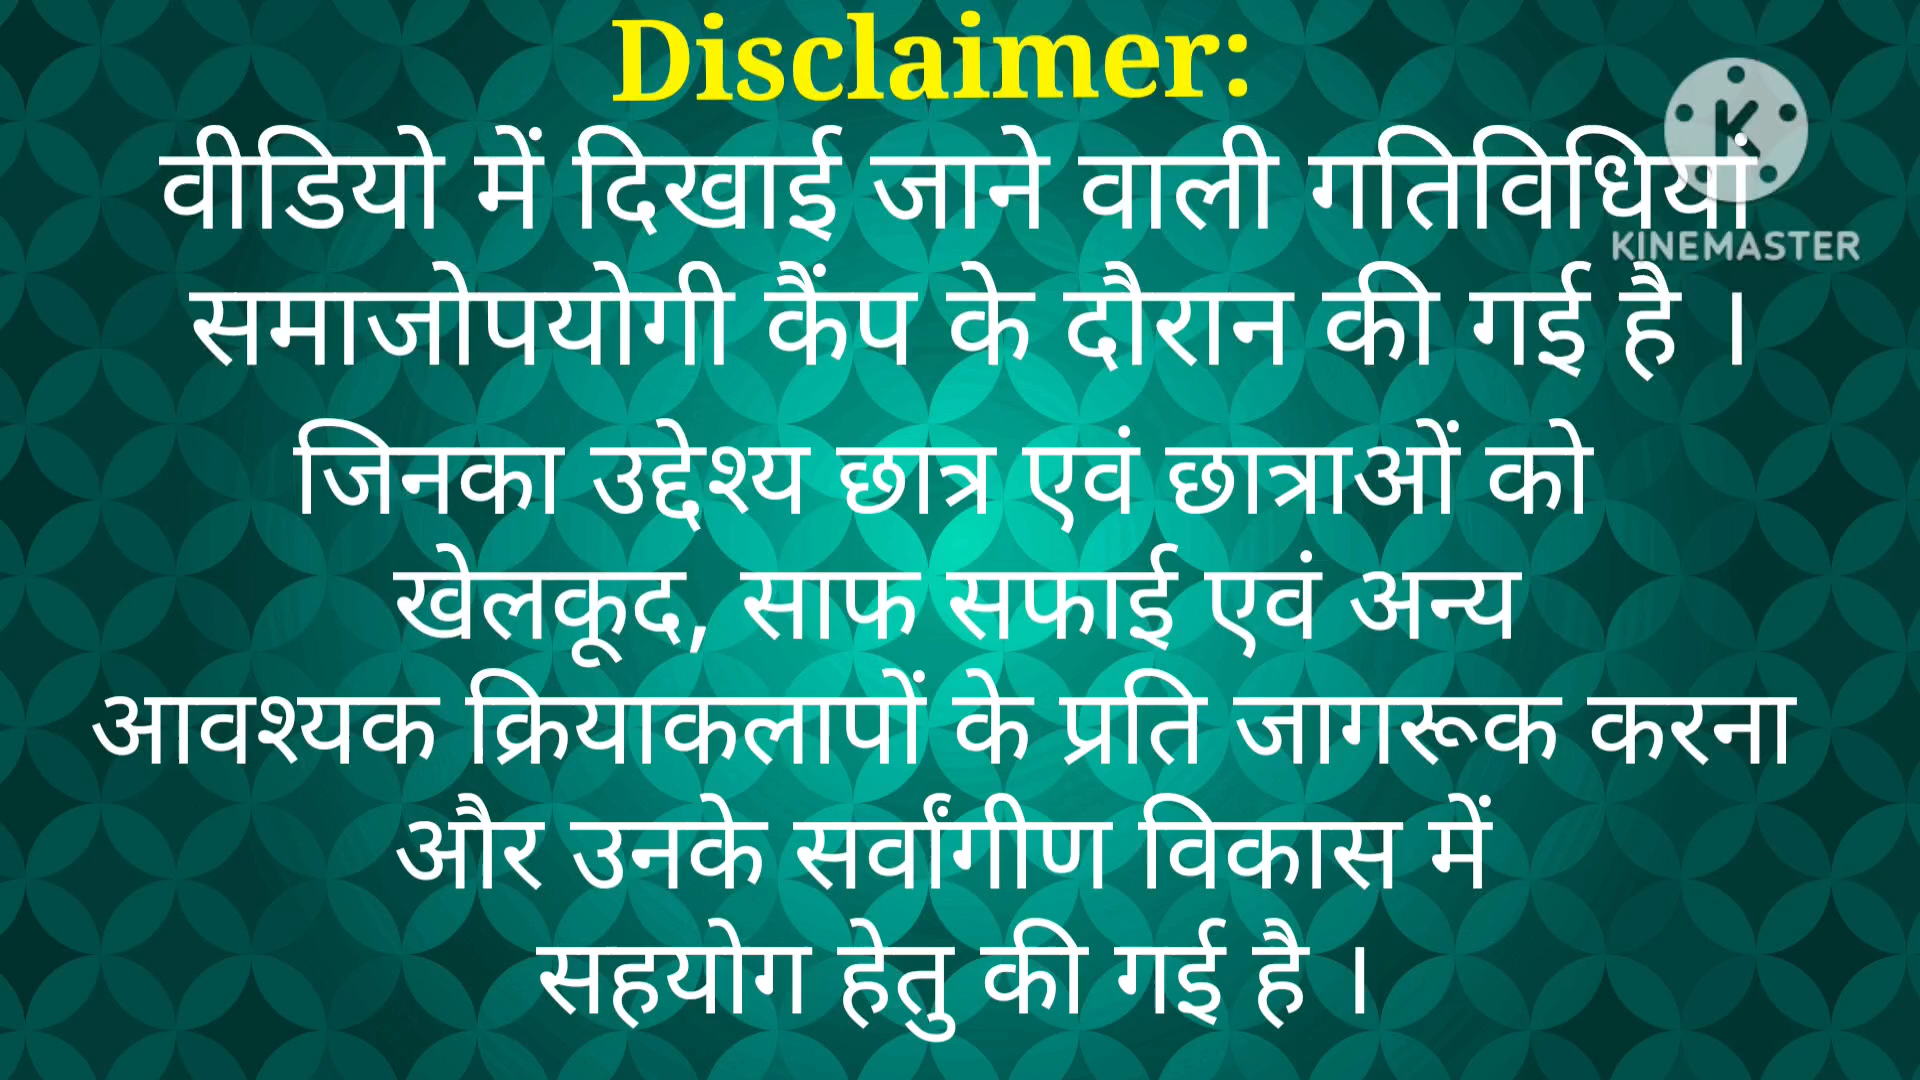 Disclaimer:
वीडियो में दिखाई जाने वाली गतिविधियां
KINEMASTER
समाजोपयोगी कैंप के दौरान की गई है ।
जिनका उद्देश्य छात्र एवं छात्राओं को
खेलकूद, साफ सफाई एवं अन्य
आवश्यक क्रियाकलापों के प्रति जागरूक करना
और उनके सर्वांगीण विकास में
सहयोग हेतु की गई है ।